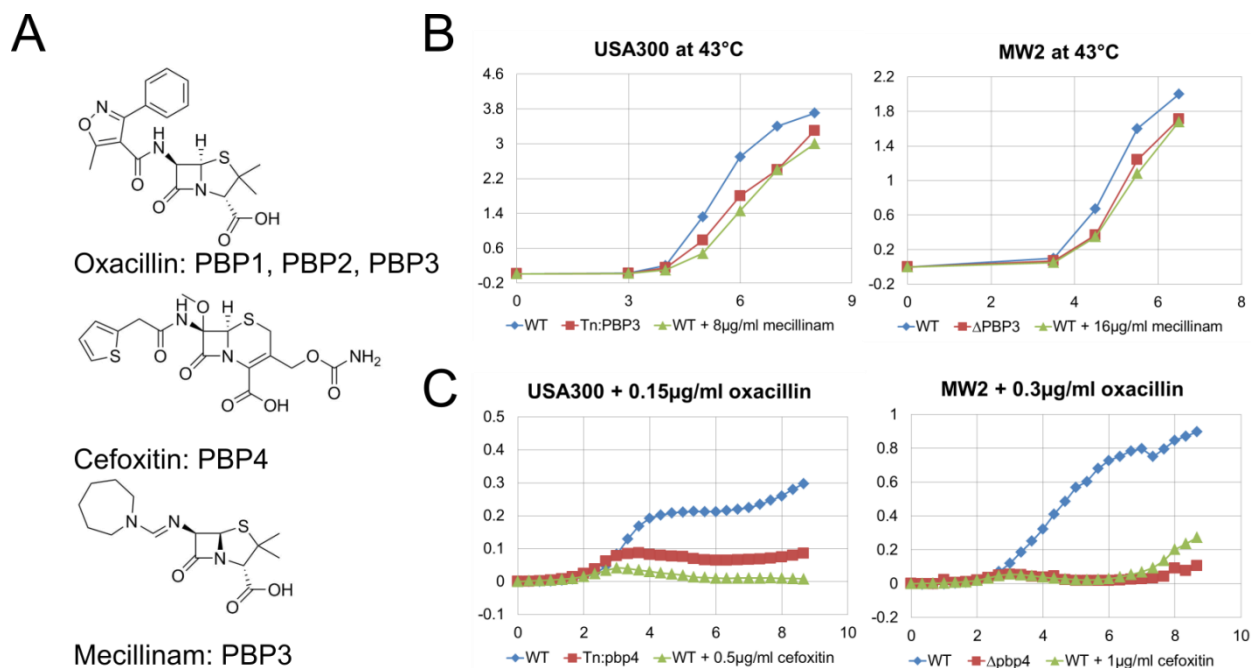 A
N
O
N
H
H
S
O
N
O
O
OH
Oxacillin: PBP1, PBP2, PBP3
O
H
N
H
S
S
O
N
O
O
NH2
O
O
OH
Cefoxitin: PBP4
N
N
H
S
N
O
O
OH
Mecillinam: PBP3
B
USA300 at 43°C
4.6
3.8
3
2.2
1.4
0.6
-0.2
0
3
6
9
WT
Tn:PBP3
WT + 8μg/ml mecillinam
MW2 at 43°C
2.2
1.8
1.4
1
0.6
0.2
-0.2
0
2
4
6
8
WT
ΔPBP3
WT + 16μg/ml mecillinam
C
USA300 + 0.15μg/ml oxacillin
0.5
0.4
0.3
0.2
0.1
0
-0.1
0
2
4
6
8
10
WT
Tn:pbp4
WT + 0.5μg/ml cefoxitin
MW2 + 0.3μg/ml oxacillin
1
0.8
0.6
0.4
0.2
0
-0.2
0
2
4
6
8
10
WT
Δpbp4
WT + 1μg/ml cefoxitin